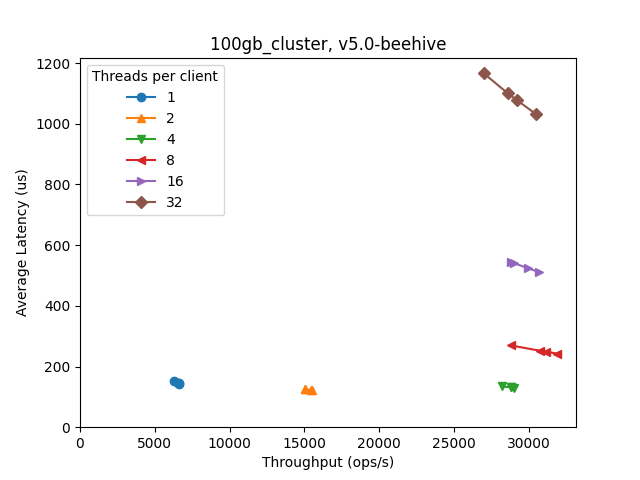 100gb_cluster, v5.0-beehive
Threads per client
1
2
4
8
16
32
Average Latency (us)
1200
1000
800
600
400
200
0
0 5000 10000 15000 20000 25000 30000
Throughput (ops/s)